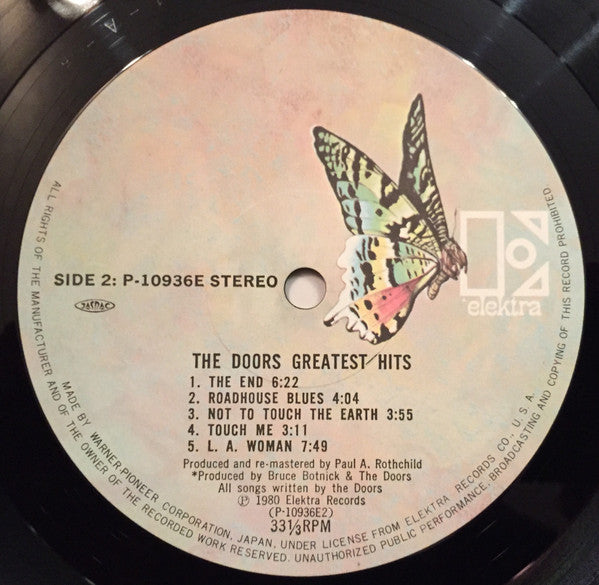 SIDE 2: P-10936E STEREO
JASRAC
elektra
THE DOORS GREATEST HITS
1. THE END 6:22
2. ROADHOUSE BLUES 4:04
3. NOT TO TOUCH THE EARTH 3:55
4. TOUCH ME 3:11
5. L. A. WOMAN 7:49
Produced and re-mastered by Paul A. Rothchild
*Produced by Bruce Botnick & The Doors
All songs written by the Doors
Ⓟ 1980 Elektra Records
(P-10936E2)
33⅓RPM
ALL RIGHTS OF THE MANUFACTURER AND OF THE OWNER OF THE RECORDED WORK RESERVED. UNAUTHORIZED PUBLIC PERFORMANCE, BROADCASTING AND COPYING OF THIS RECORD PROHIBITED.
MADE BY WARNER-PIONEER CORPORATION, JAPAN, UNDER LICENSE FROM ELEKTRA RECORDS CO., U.S.A.